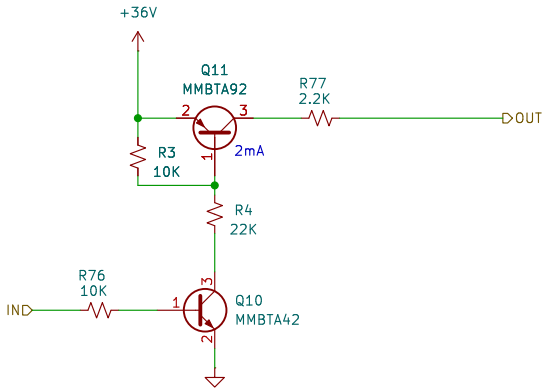 +36V
Q11
MMBTA92
R77
2.2K
2
3
OUT
R3
10K
1
2mA
R4
22K
R76
10K
3
IN
1
Q10
MMBTA42
2